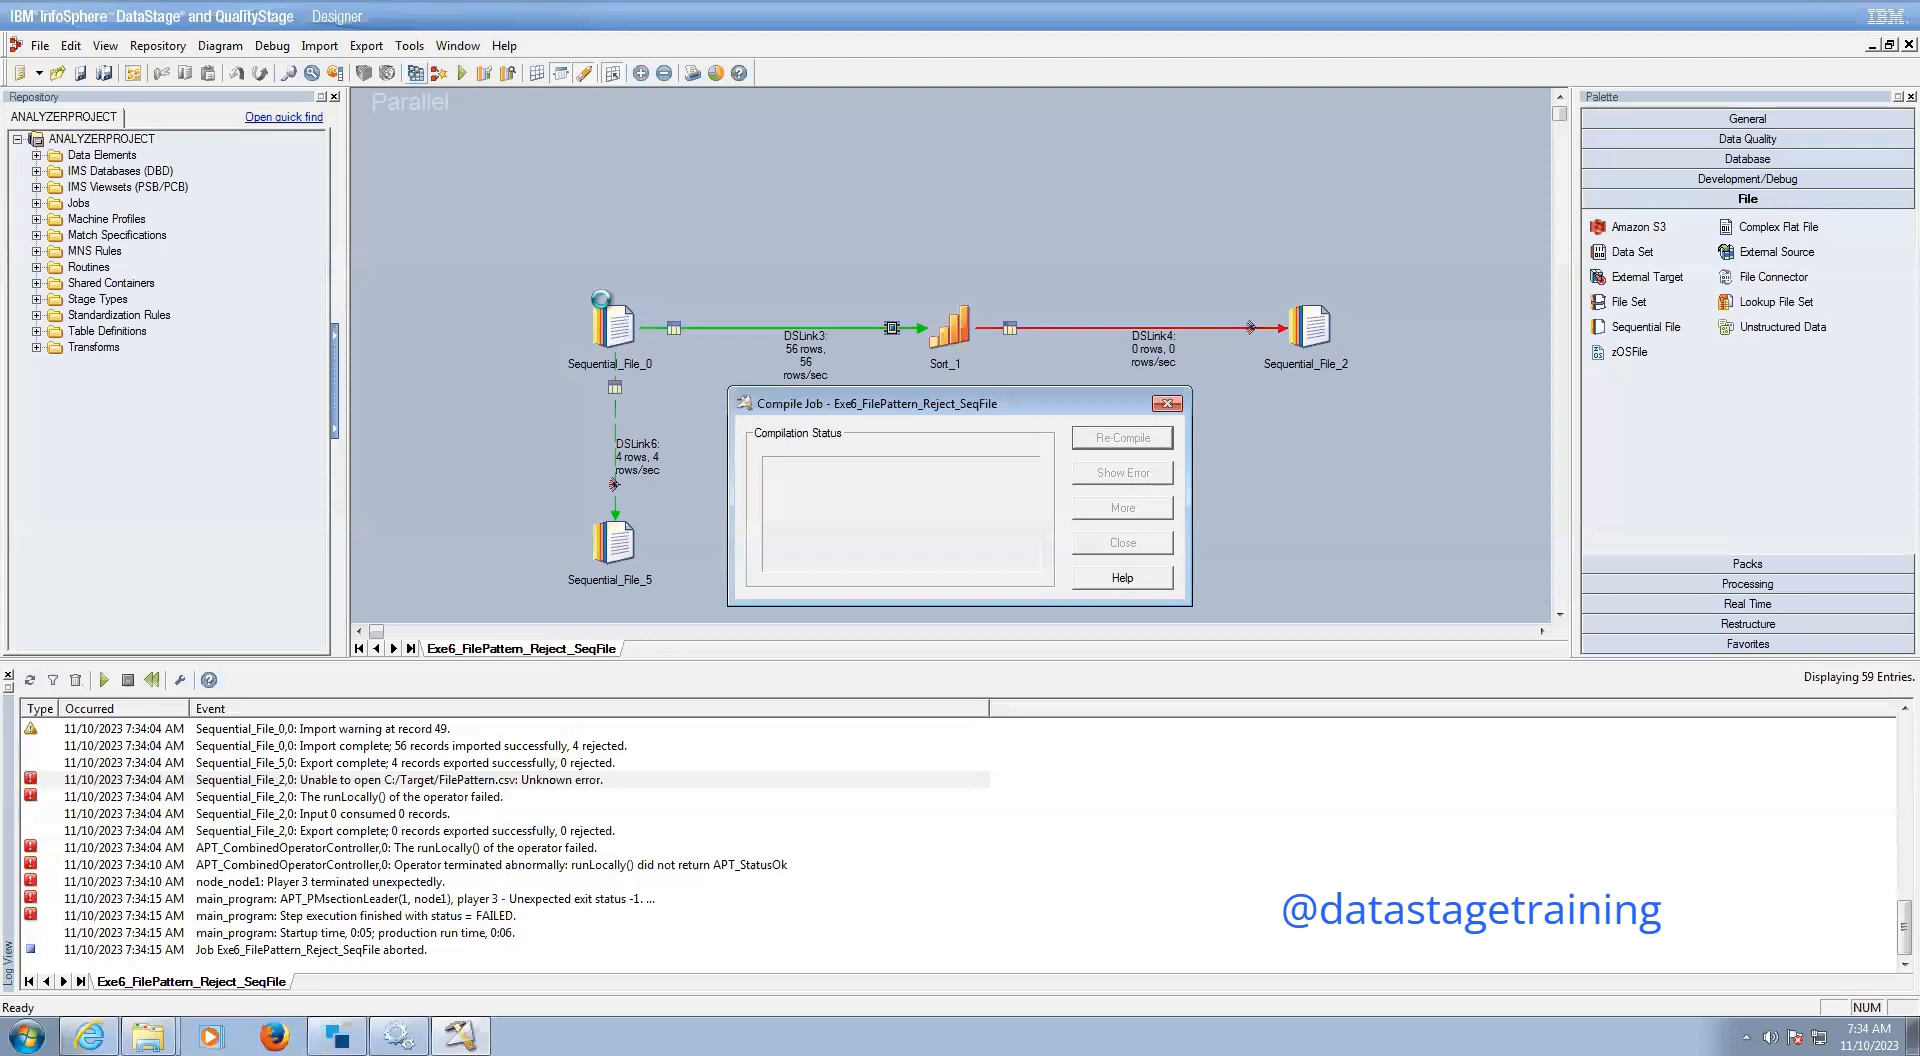 IBM® InfoSphere™ DataStage® and QualityStage Designer
IBM.
File Edit View Repository Diagram Debug Import Export Tools Window Help
Repository
ANALYZERPROJECT
Open quick find
ANALYZERPROJECT
Data Elements
IMS Databases (DBD)
IMS Viewsets (PSB/PCB)
Jobs
Machine Profiles
Match Specifications
MNS Rules
Routines
Shared Containers
Stage Types
Standardization Rules
Table Definitions
Transforms
Parallel
Sequential_File_0
DSLink3:
56 rows,
56
rows/sec
Sort_1
DSLink4:
0 rows, 0
rows/sec
Sequential_File_2
DSLink6:
4 rows, 4
rows/sec
Sequential_File_5
Compile Job - Exe6_FilePattern_Reject_SeqFile
Compilation Status
Re-Compile
Show Error
More
Close
Help
Exe6_FilePattern_Reject_SeqFile
Palette
General
Data Quality
Database
Development/Debug
File
Amazon S3
Complex Flat File
Data Set
External Source
External Target
File Connector
File Set
Lookup File Set
Sequential File
Unstructured Data
zOSFile
Packs
Processing
Real Time
Restructure
Favorites
Displaying 59 Entries.
Type Occurred Event
11/10/2023 7:34:04 AM Sequential_File_0,0: Import warning at record 49.
11/10/2023 7:34:04 AM Sequential_File_0,0: Import complete; 56 records imported successfully, 4 rejected.
11/10/2023 7:34:04 AM Sequential_File_5,0: Export complete; 4 records exported successfully, 0 rejected.
11/10/2023 7:34:04 AM Sequential_File_2,0: Unable to open C:/Target/FilePattern.csv: Unknown error.
11/10/2023 7:34:04 AM Sequential_File_2,0: The runLocally() of the operator failed.
11/10/2023 7:34:04 AM Sequential_File_2,0: Input 0 consumed 0 records.
11/10/2023 7:34:04 AM Sequential_File_2,0: Export complete; 0 records exported successfully, 0 rejected.
11/10/2023 7:34:04 AM APT_CombinedOperatorController,0: The runLocally() of the operator failed.
11/10/2023 7:34:10 AM APT_CombinedOperatorController,0: Operator terminated abnormally: runLocally() did not return APT_StatusOk
11/10/2023 7:34:10 AM node_node1: Player 3 terminated unexpectedly.
11/10/2023 7:34:15 AM main_program: APT_PMsectionLeader(1, node1), player 3 - Unexpected exit status -1. ...
11/10/2023 7:34:15 AM main_program: Step execution finished with status = FAILED.
11/10/2023 7:34:15 AM main_program: Startup time, 0:05; production run time, 0:06.
11/10/2023 7:34:15 AM Job Exe6_FilePattern_Reject_SeqFile aborted.
@datastagetraining
Log View
Exe6_FilePattern_Reject_SeqFile
Ready
NUM
7:34 AM
11/10/2023